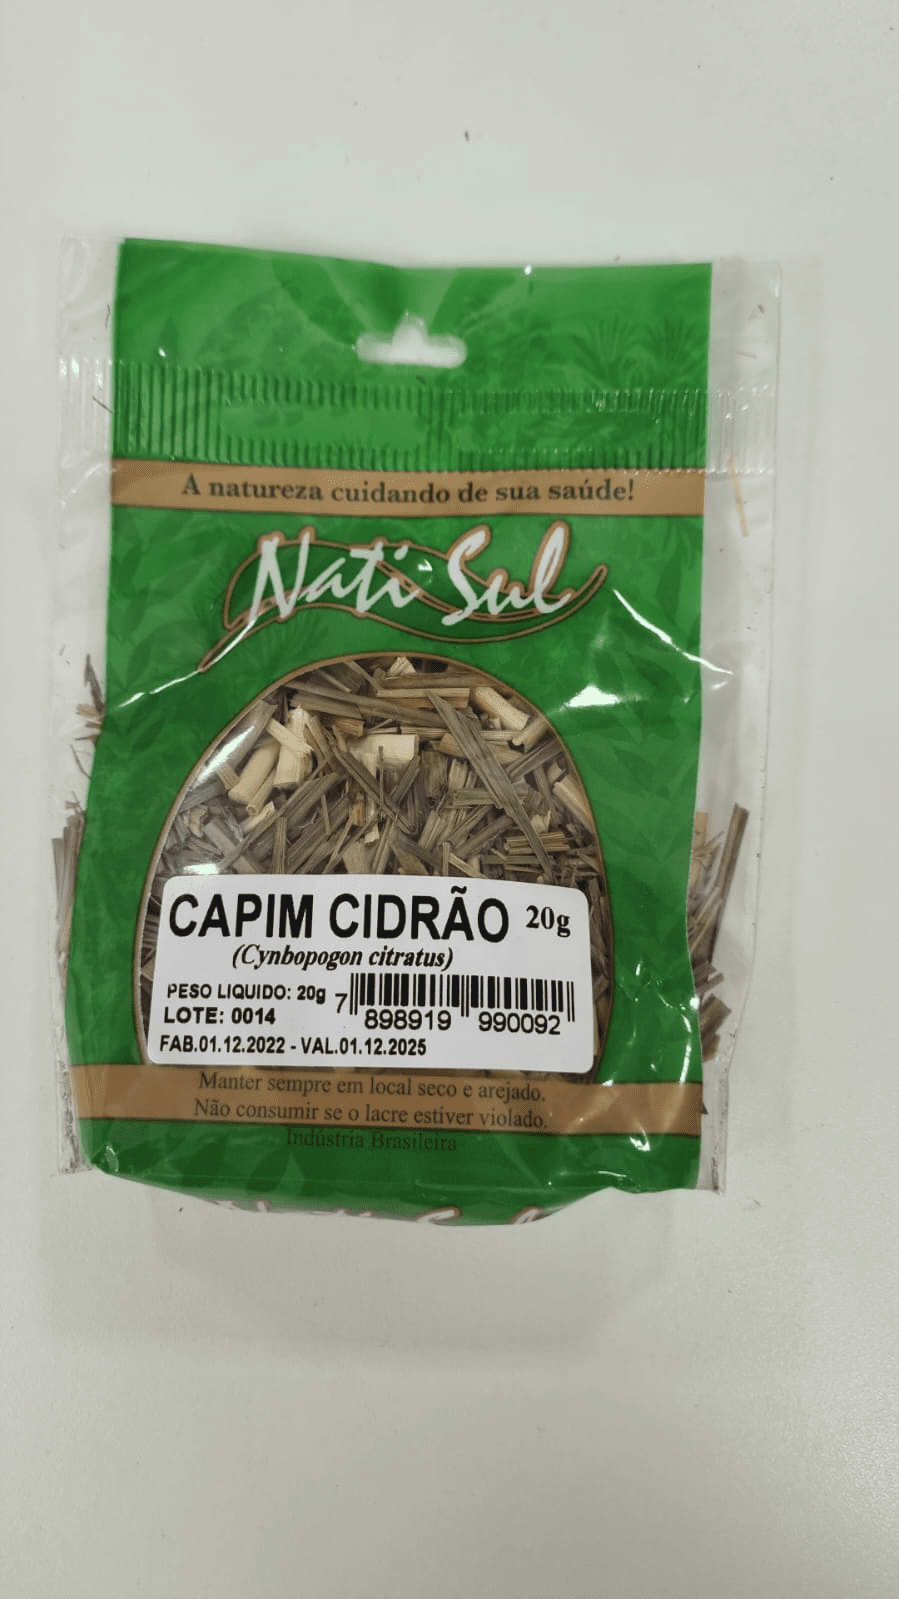 A natureza cuidando de sua saúde!
Nati Sul
CAPIM CIDRÃO 20g
(Cynbopogon citratus)
PESO LIQUIDO: 20g
LOTE: 0014
7 898919 990092
FAB.01.12.2022 - VAL.01.12.2025
Manter sempre em local seco e arejado.
Não consumir se o lacre estiver violado.
Indústria Brasileira